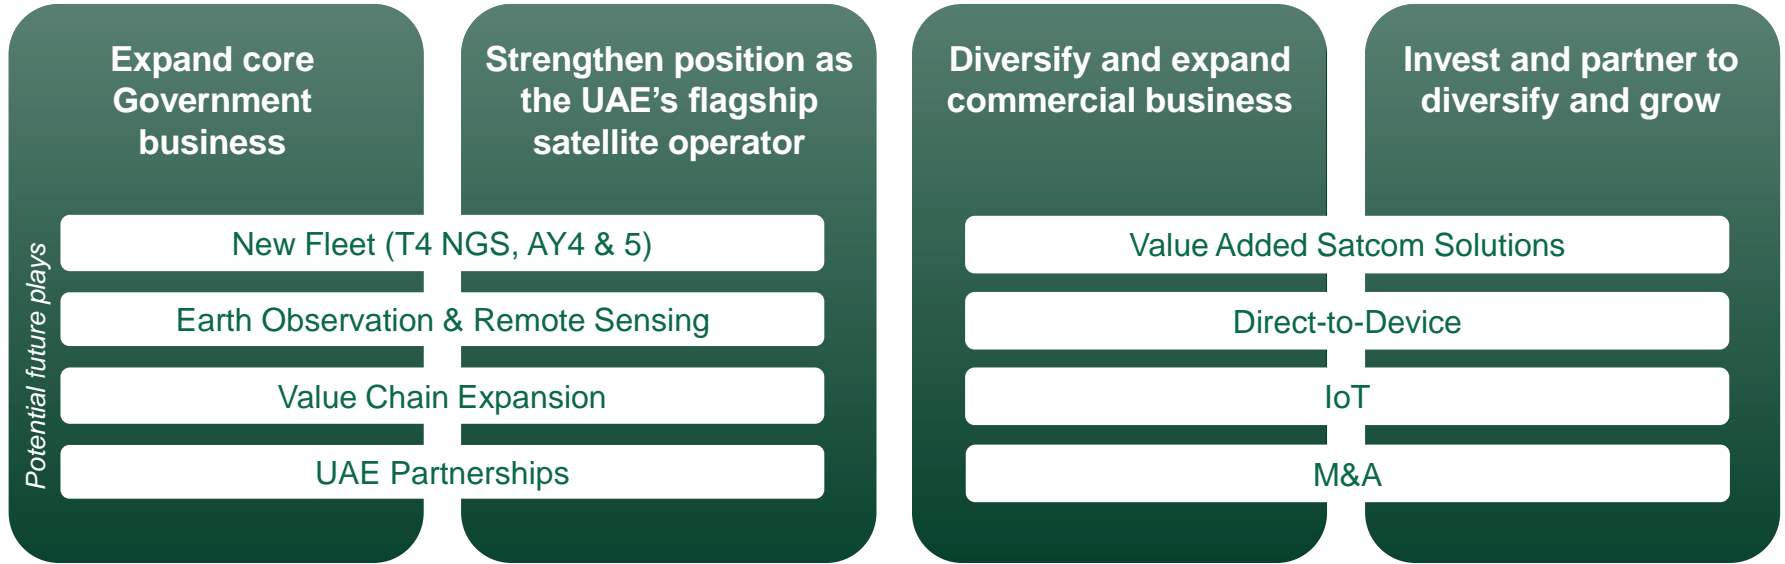 Expand core
Government
business
Strengthen position as
the UAE's flagship
satellite operator
Diversify and expand
commercial business
Invest and partner to
diversify and grow
Potential future plays
New Fleet (T4 NGS, AY4 & 5)
Earth Observation & Remote Sensing
Value Chain Expansion
UAE Partnerships
Value Added Satcom Solutions
Direct-to-Device
IoT
M&A